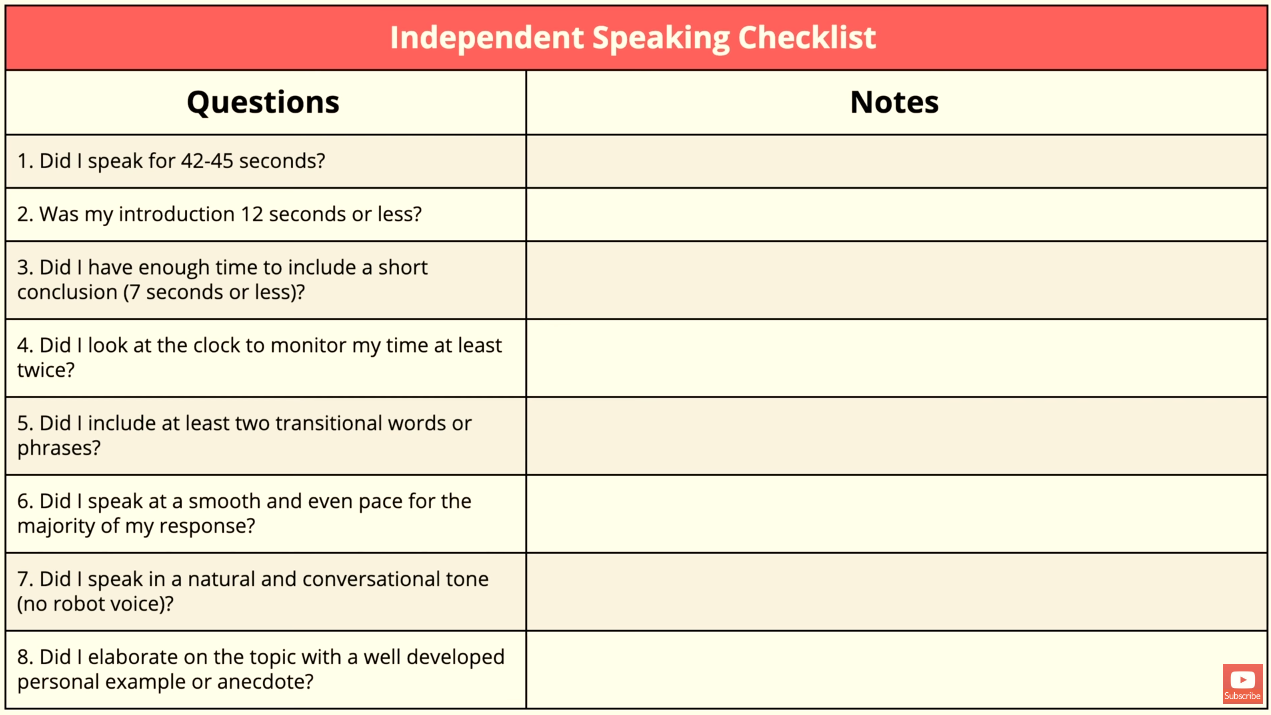 Independent Speaking Checklist
Questions
Notes
1. Did I speak for 42-45 seconds?
2. Was my introduction 12 seconds or less?
3. Did I have enough time to include a short
conclusion (7 seconds or less)?
4. Did I look at the clock to monitor my time at least
twice?
5. Did I include at least two transitional words or
phrases?
6. Did I speak at a smooth and even pace for the
majority of my response?
7. Did I speak in a natural and conversational tone
(no robot voice)?
8. Did I elaborate on the topic with a well developed
personal example or anecdote?
Subscribe